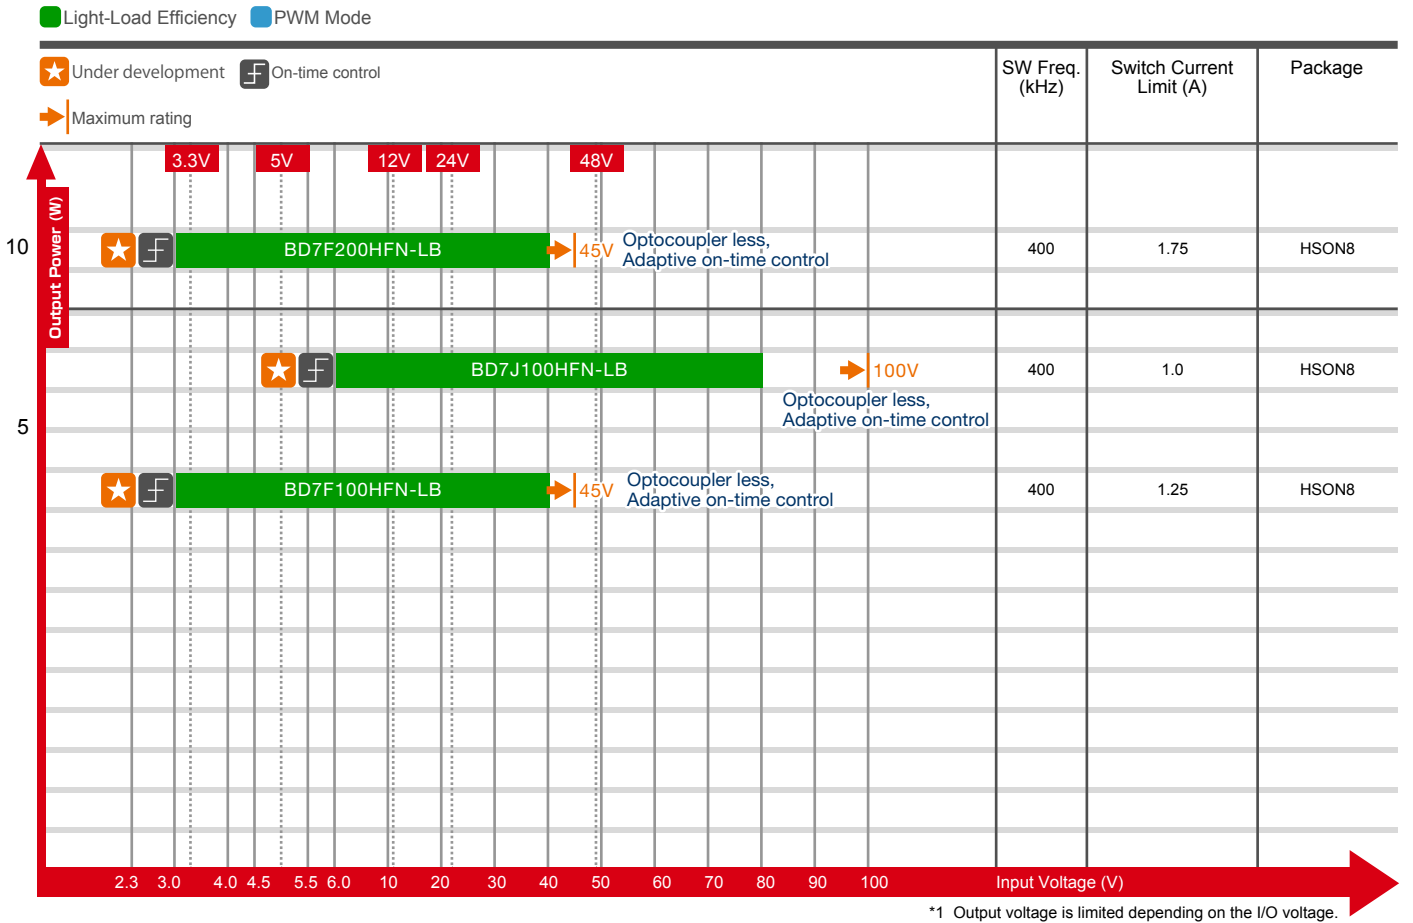 Light-Load Efficiency PWM Mode
Under development On-time control
Maximum rating
SW Freq.
(kHz)
Switch Current
Limit (A)
Package
3.3V 5V 12V 24V 48V
Output Power (W)
10
BD7F200HFN-LB
45V
Optocoupler less,
Adaptive on-time control
400 1.75 HSON8
BD7J100HFN-LB
100V
Optocoupler less,
Adaptive on-time control
400 1.0 HSON8
5
BD7F100HFN-LB
45V
Optocoupler less,
Adaptive on-time control
400 1.25 HSON8
2.3 3.0 4.0 4.5 5.5 6.0 10 20 30 40 50 60 70 80 90 100 Input Voltage (V)
*1 Output voltage is limited depending on the I/O voltage.